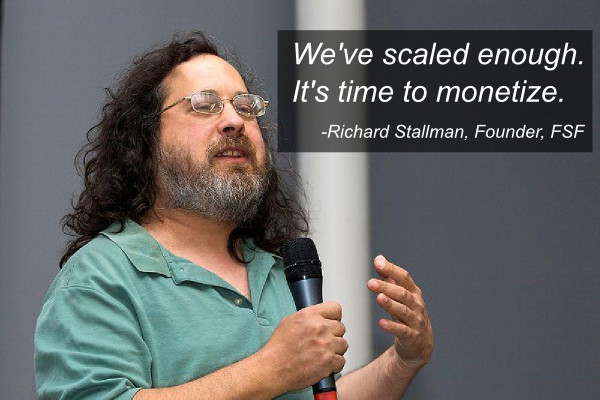 We've scaled enough.
It's time to monetize.
-Richard Stallman, Founder, FSF